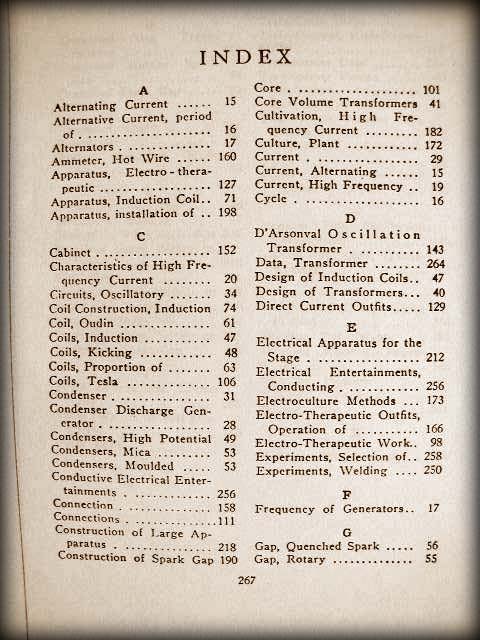 INDEX
A
Alternating Current ...... 15
Alternative Current, period
of . .................... 16
Alternators ............. 17
Ammeter, Hot Wire ...... 160
Apparatus, Electro-thera-
peutic .................. 127
Apparatus, Induction Coil.. 71
Apparatus, installation of .. 198
C
Cabinet .................. 152
Characteristics of High Fre-
quency Current ........ 20
Circuits, Oscillatory ....... 34
Coil Construction, Induction 74
Coil, Oudin .............. 61
Coils, Induction .......... 47
Coils, Kicking ........... 48
Coils, Proportion of ....... 63
Coils, Tesla ............. 106
Condenser . .............. 31
Condenser Discharge Gen-
erator . ................. 28
Condensers, High Potential 49
Condensers, Mica ......... 53
Condensers, Moulded ..... 53
Conductive Electrical Enter-
tainments . ............. 256
Connection . ............. 158
Connections . ............ 111
Construction of Large Ap-
paratus . ............... 218
Construction of Spark Gap 190
Core . .................. 101
Core Volume Transformers 41
Cultivation, High Fre-
quency Current ......... 182
Culture, Plant ........... 172
Current . ................ 29
Current, Alternating ...... 15
Current, High Frequency .. 19
Cycle . .................. 16
D
D'Arsonval Oscillation
Transformer . .......... 143
Data, Transformer ....... 264
Design of Induction Coils.. 47
Design of Transformers... 40
Direct Current Outfits..... 129
E
Electrical Apparatus for the
Stage . ................. 212
Electrical Entertainments,
Conducting . ............ 256
Electroculture Methods ... 173
Electro-Therapeutic Outfits,
Operation of ........... 166
Electro-Therapeutic Work.. 98
Experiments, Selection of.. 258
Experiments, Welding .... 250
F
Frequency of Generators.. 17
G
Gap, Quenched Spark ..... 56
Gap, Rotary ............. 55
267